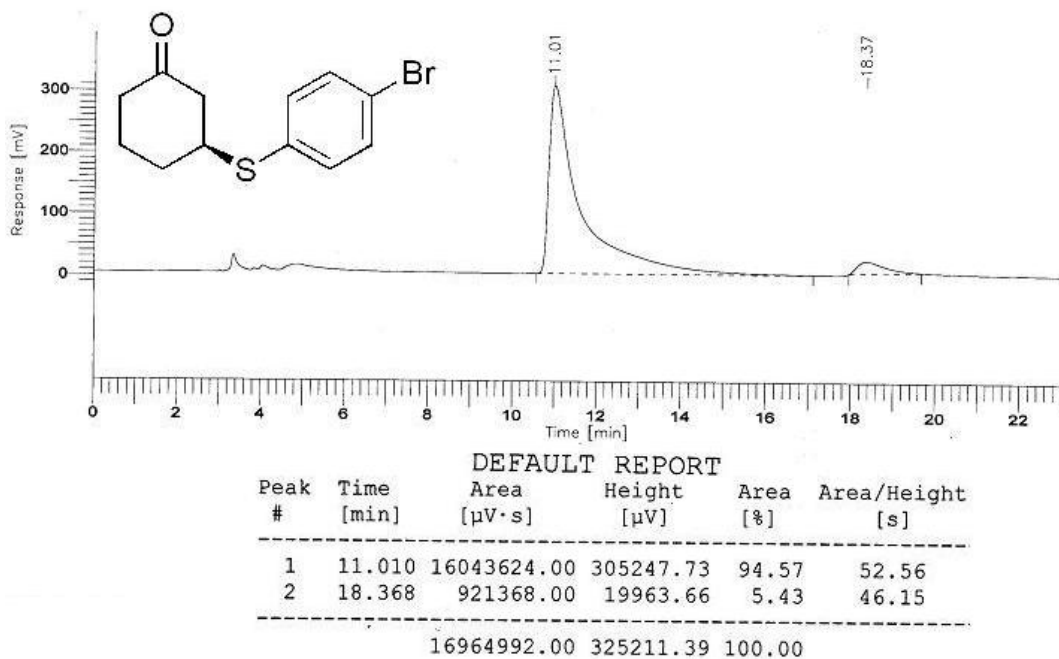 O
Br
S
11.01
18.37
Response [mV]
300
200
100
0
0 2 4 6 8 10 12 14 16 18 20 22
Time [min]
DEFAULT REPORT
Peak Time Area Height Area Area/Height
# [min] [µV·s] [µV] [%] [s]
1 11.010 16043624.00 305247.73 94.57 52.56
2 18.368 921368.00 19963.66 5.43 46.15
16964992.00 325211.39 100.00